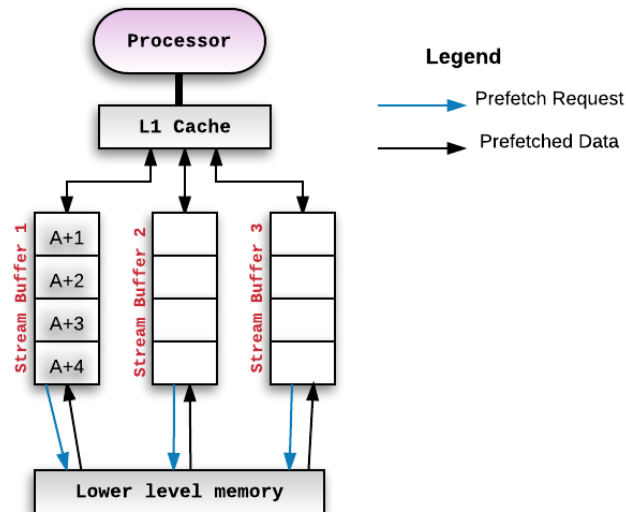 Processor
Legend
Prefetch Request
L1 Cache
Prefetched Data
Stream Buffer 1
A+1
A+2
A+3
A+4
Stream Buffer 2
Stream Buffer 3
Lower level memory